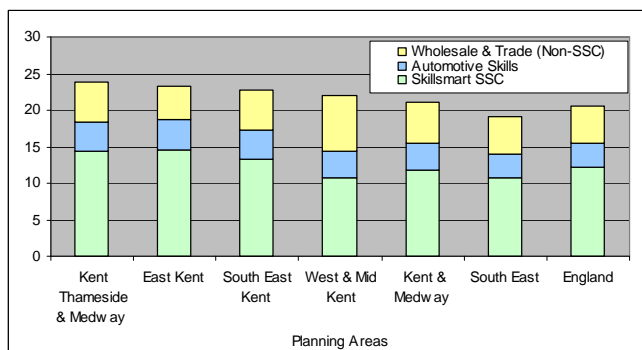 30
25
20
15
10
5
0
Wholesale & Trade (Non-SSC)
Automotive Skills
Skillsmart SSC
Kent
Thameside
& Medway
East Kent
South East
Kent
West & Mid
Kent
Kent &
Medway
South East
England
Planning Areas